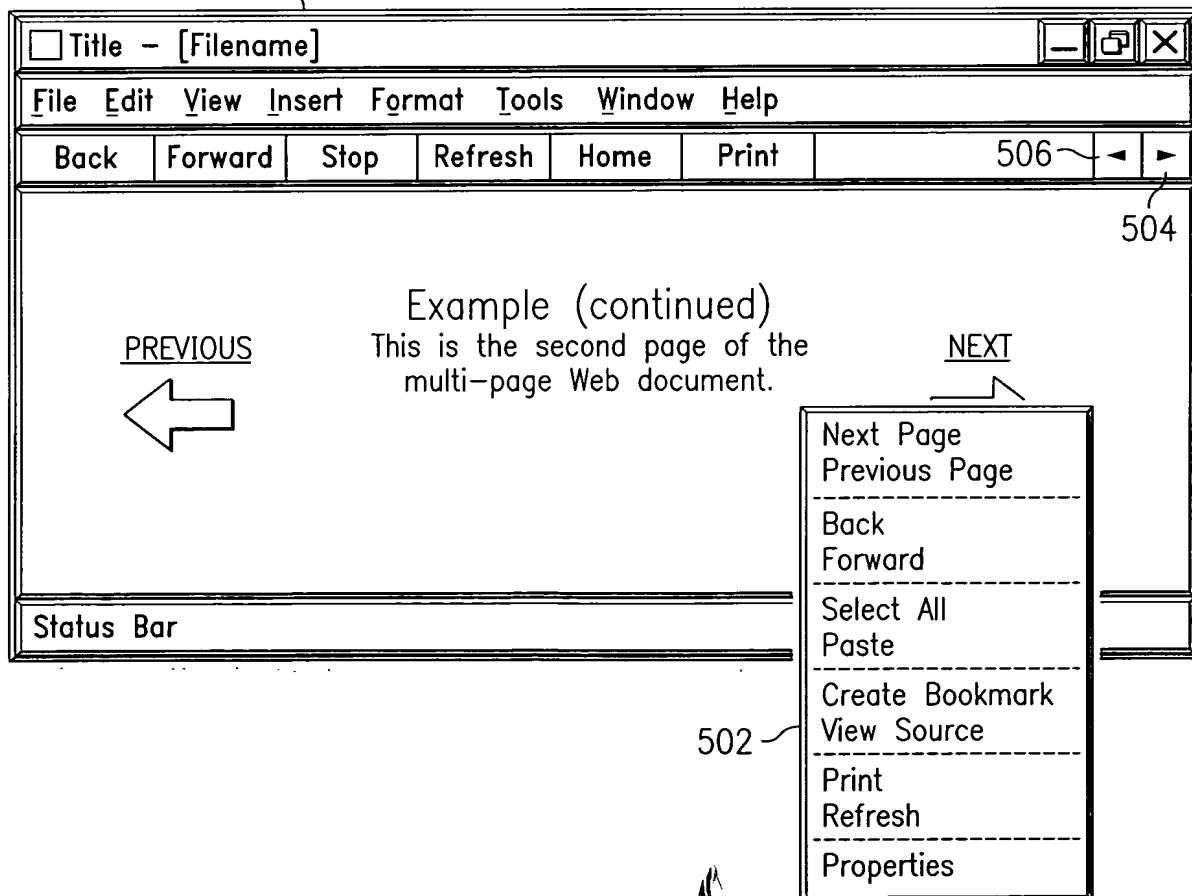 Title – [Filename]
File Edit View Insert Format Tools Window Help
Back Forward Stop Refresh Home Print 506
504
Example (continued)
PREVIOUS This is the second page of the NEXT
multi-page Web document.
Next Page
Previous Page
Back
Forward
Select All
Status Bar
Paste
Create Bookmark
502 View Source
Print
Refresh
Properties